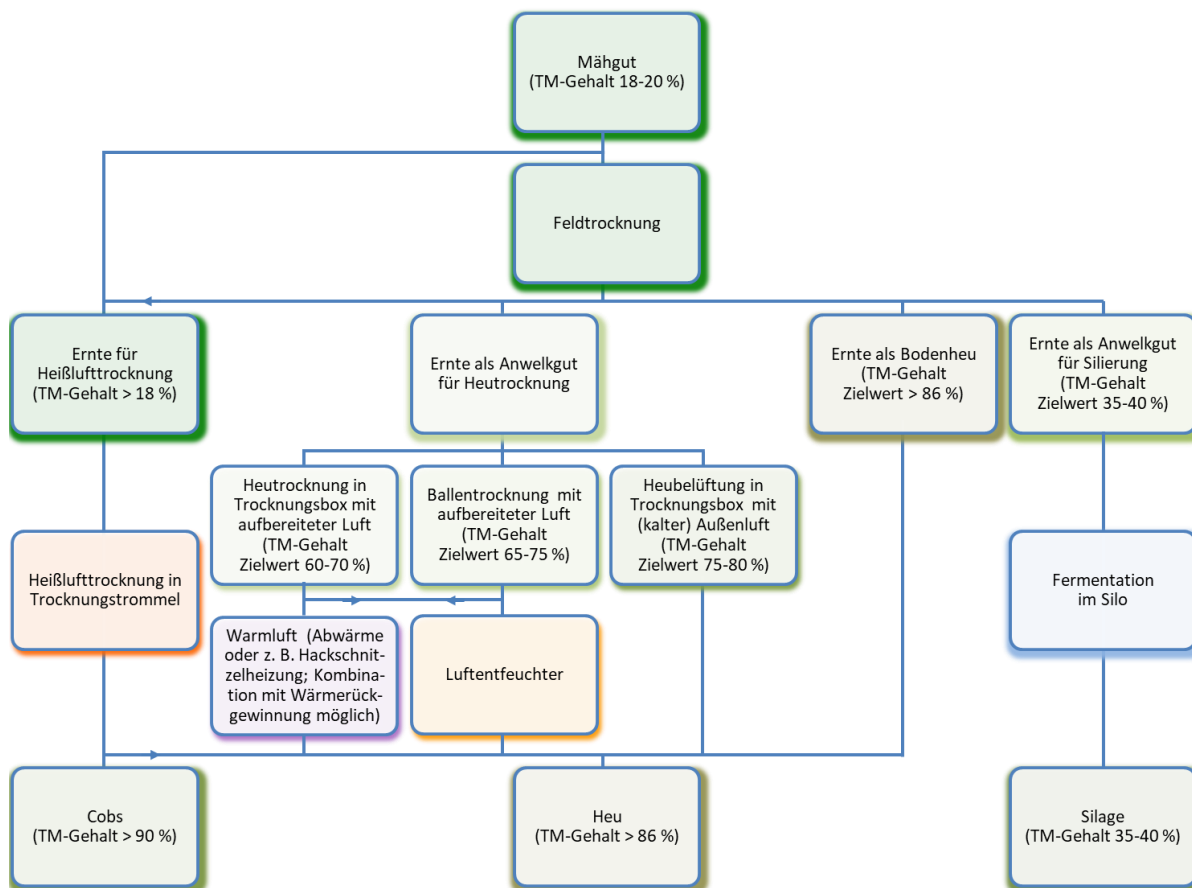 Mähgut
(TM-Gehalt 18-20 %)
Feldtrocknung
Ernte für
Heißlufttrocknung
(TM-Gehalt > 18 %)
Ernte als Anwelkgut
für Heutrocknung
Ernte als Bodenheu
(TM-Gehalt
Zielwert > 86 %)
Ernte als Anwelkgut
für Silierung
(TM-Gehalt
Zielwert 35-40 %)
Heutrocknung in
Trocknungsbox mit
aufbereiteter Luft
(TM-Gehalt
Zielwert 60-70 %)
Ballentrocknung mit
aufbereiteter Luft
(TM-Gehalt
Zielwert 65-75 %)
Heubelüftung in
Trocknungsbox mit
(kalter) Außenluft
(TM-Gehalt
Zielwert 75-80 %)
Heißlufttrocknung in
Trocknungstrommel
Fermentation
im Silo
Warmluft (Abwärme
oder z. B. Hackschnit-
zelheizung; Kombina-
tion mit Wärmerück-
gewinnung möglich)
Luftentfeuchter
Cobs
(TM-Gehalt > 90 %)
Heu
(TM-Gehalt > 86 %)
Silage
(TM-Gehalt 35-40 %)